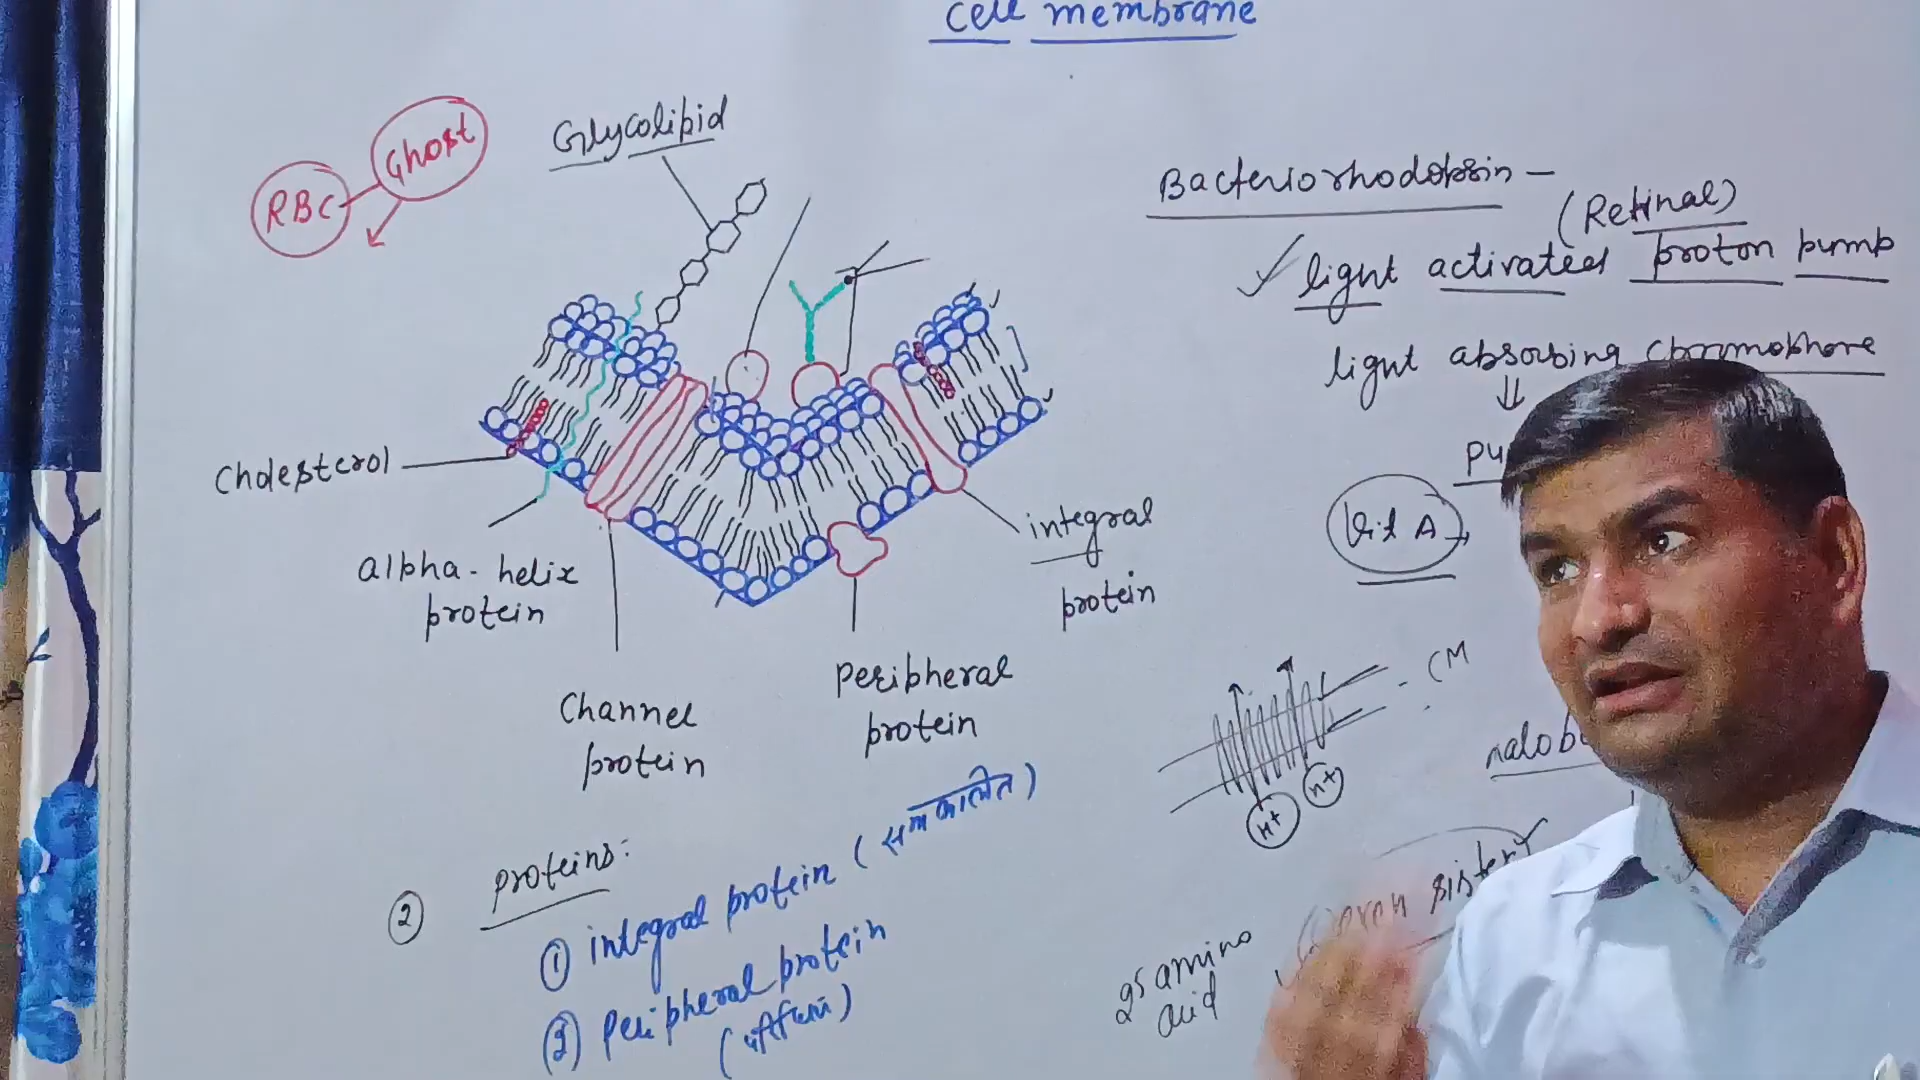 Cell membrane
Ghost
RBC
Glycolipid
Bacteriorhodopsin –
(Retinal)
light activated proton pump
light absorbing chromophore
Cholesterol
Vit A
integral
protein
alpha-helix
protein
Peripheral
protein
Channel
protein
CM
H+
H+
② proteins:
① integral protein (समाकलित)
② Peripheral protein
sister
25 amino
acid